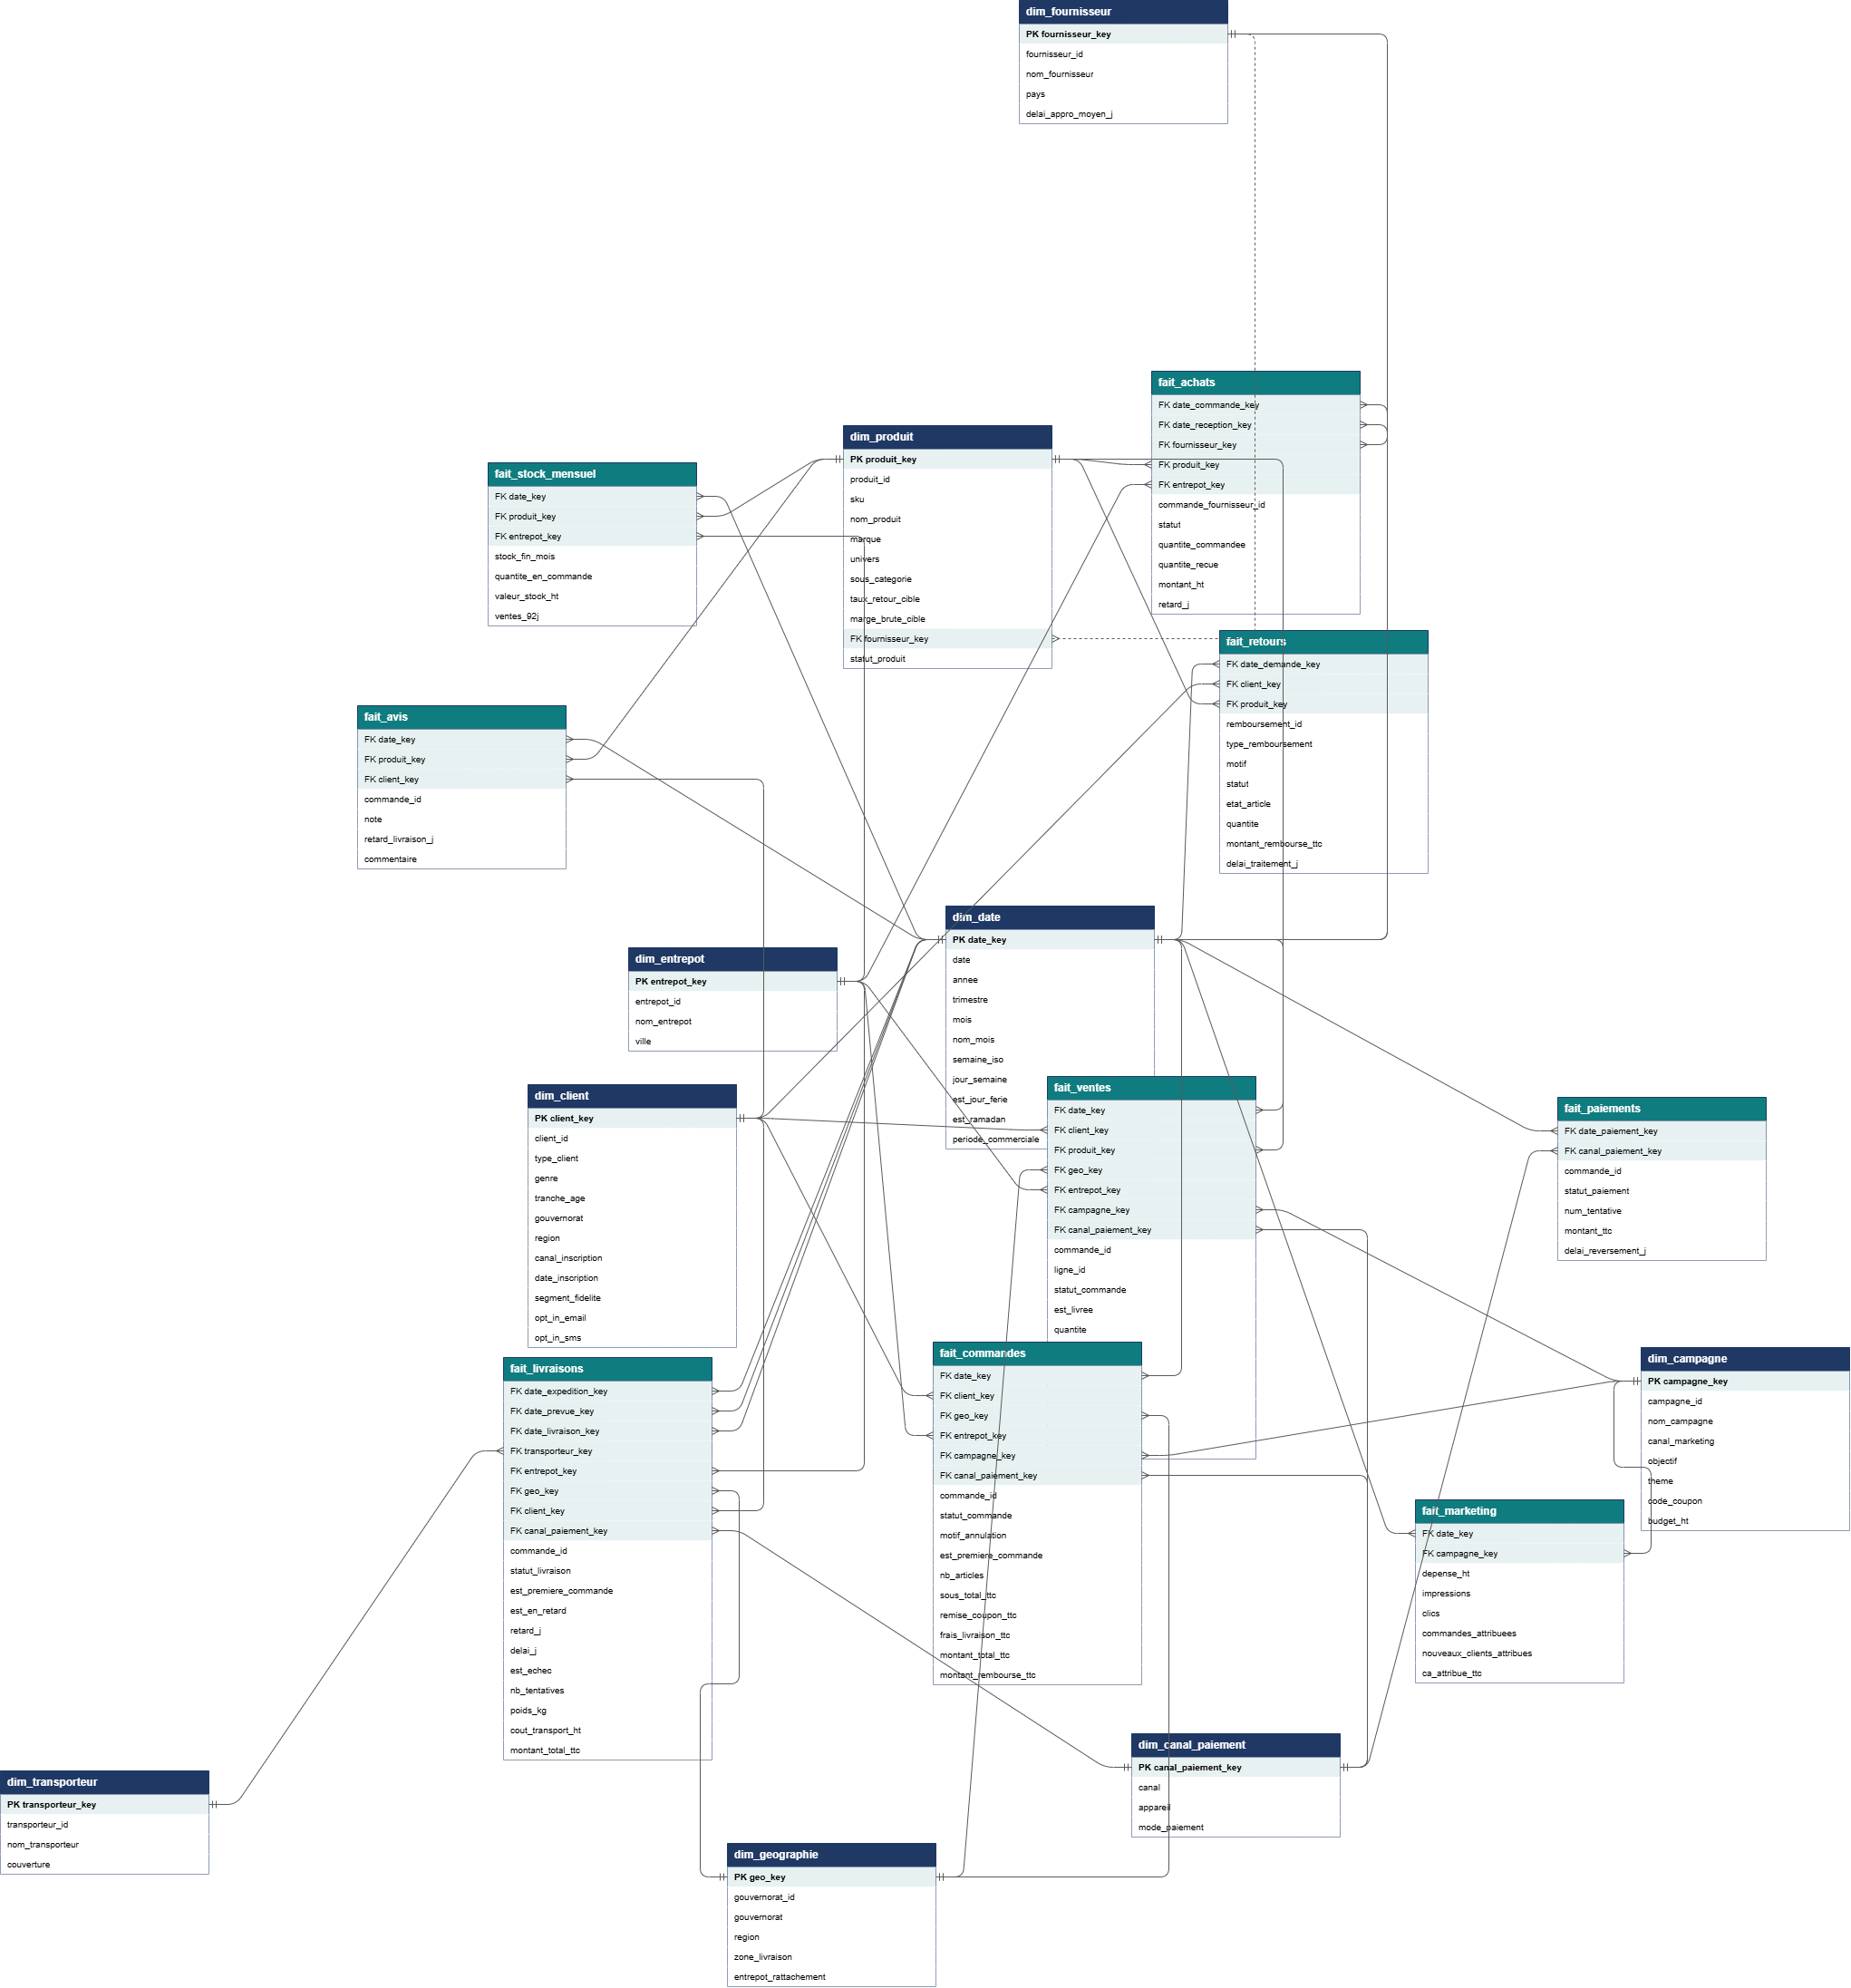 dim_fournisseur
PK fournisseur_key
fournisseur_id
nom_fournisseur
pays
delai_appro_moyen_j
fait_achats
FK date_commande_key
FK date_reception_key
FK fournisseur_key
FK produit_key
FK entrepot_key
commande_fournisseur_id
statut
quantite_commandee
quantite_recue
montant_ht
retard_j
dim_produit
PK produit_key
produit_id
sku
nom_produit
marque
univers
sous_categorie
taux_retour_cible
marge_brute_cible
FK fournisseur_key
statut_produit
fait_stock_mensuel
FK date_key
FK produit_key
FK entrepot_key
stock_fin_mois
quantite_en_commande
valeur_stock_ht
ventes_92j
fait_retours
FK date_demande_key
FK client_key
FK produit_key
remboursement_id
type_remboursement
motif
statut
etat_article
quantite
montant_rembourse_ttc
delai_traitement_j
fait_avis
FK date_key
FK produit_key
FK client_key
commande_id
note
retard_livraison_j
commentaire
dim_date
PK date_key
date
annee
trimestre
mois
nom_mois
semaine_iso
jour_semaine
est_jour_ferie
est_ramadan
periode_commerciale
dim_entrepot
PK entrepot_key
entrepot_id
nom_entrepot
ville
dim_client
PK client_key
client_id
type_client
genre
tranche_age
gouvernorat
region
canal_inscription
date_inscription
segment_fidelite
opt_in_email
opt_in_sms
fait_ventes
FK date_key
FK client_key
FK produit_key
FK geo_key
FK entrepot_key
FK campagne_key
FK canal_paiement_key
commande_id
ligne_id
statut_commande
est_livree
quantite
fait_paiements
FK date_paiement_key
FK canal_paiement_key
commande_id
statut_paiement
num_tentative
montant_ttc
delai_reversement_j
fait_commandes
FK date_key
FK client_key
FK geo_key
FK entrepot_key
FK campagne_key
FK canal_paiement_key
commande_id
statut_commande
motif_annulation
est_premiere_commande
nb_articles
sous_total_ttc
remise_coupon_ttc
frais_livraison_ttc
montant_total_ttc
montant_rembourse_ttc
dim_campagne
PK campagne_key
campagne_id
nom_campagne
canal_marketing
objectif
theme
code_coupon
budget_ht
fait_livraisons
FK date_expedition_key
FK date_prevue_key
FK date_livraison_key
FK transporteur_key
FK entrepot_key
FK geo_key
FK client_key
FK canal_paiement_key
commande_id
statut_livraison
est_premiere_commande
est_en_retard
retard_j
delai_j
est_echec
nb_tentatives
poids_kg
cout_transport_ht
montant_total_ttc
fait_marketing
FK date_key
FK campagne_key
depense_ht
impressions
clics
commandes_attribuees
nouveaux_clients_attribues
ca_attribue_ttc
dim_canal_paiement
PK canal_paiement_key
canal
appareil
mode_paiement
dim_transporteur
PK transporteur_key
transporteur_id
nom_transporteur
couverture
dim_geographie
PK geo_key
gouvernorat_id
gouvernorat
region
zone_livraison
entrepot_rattachement